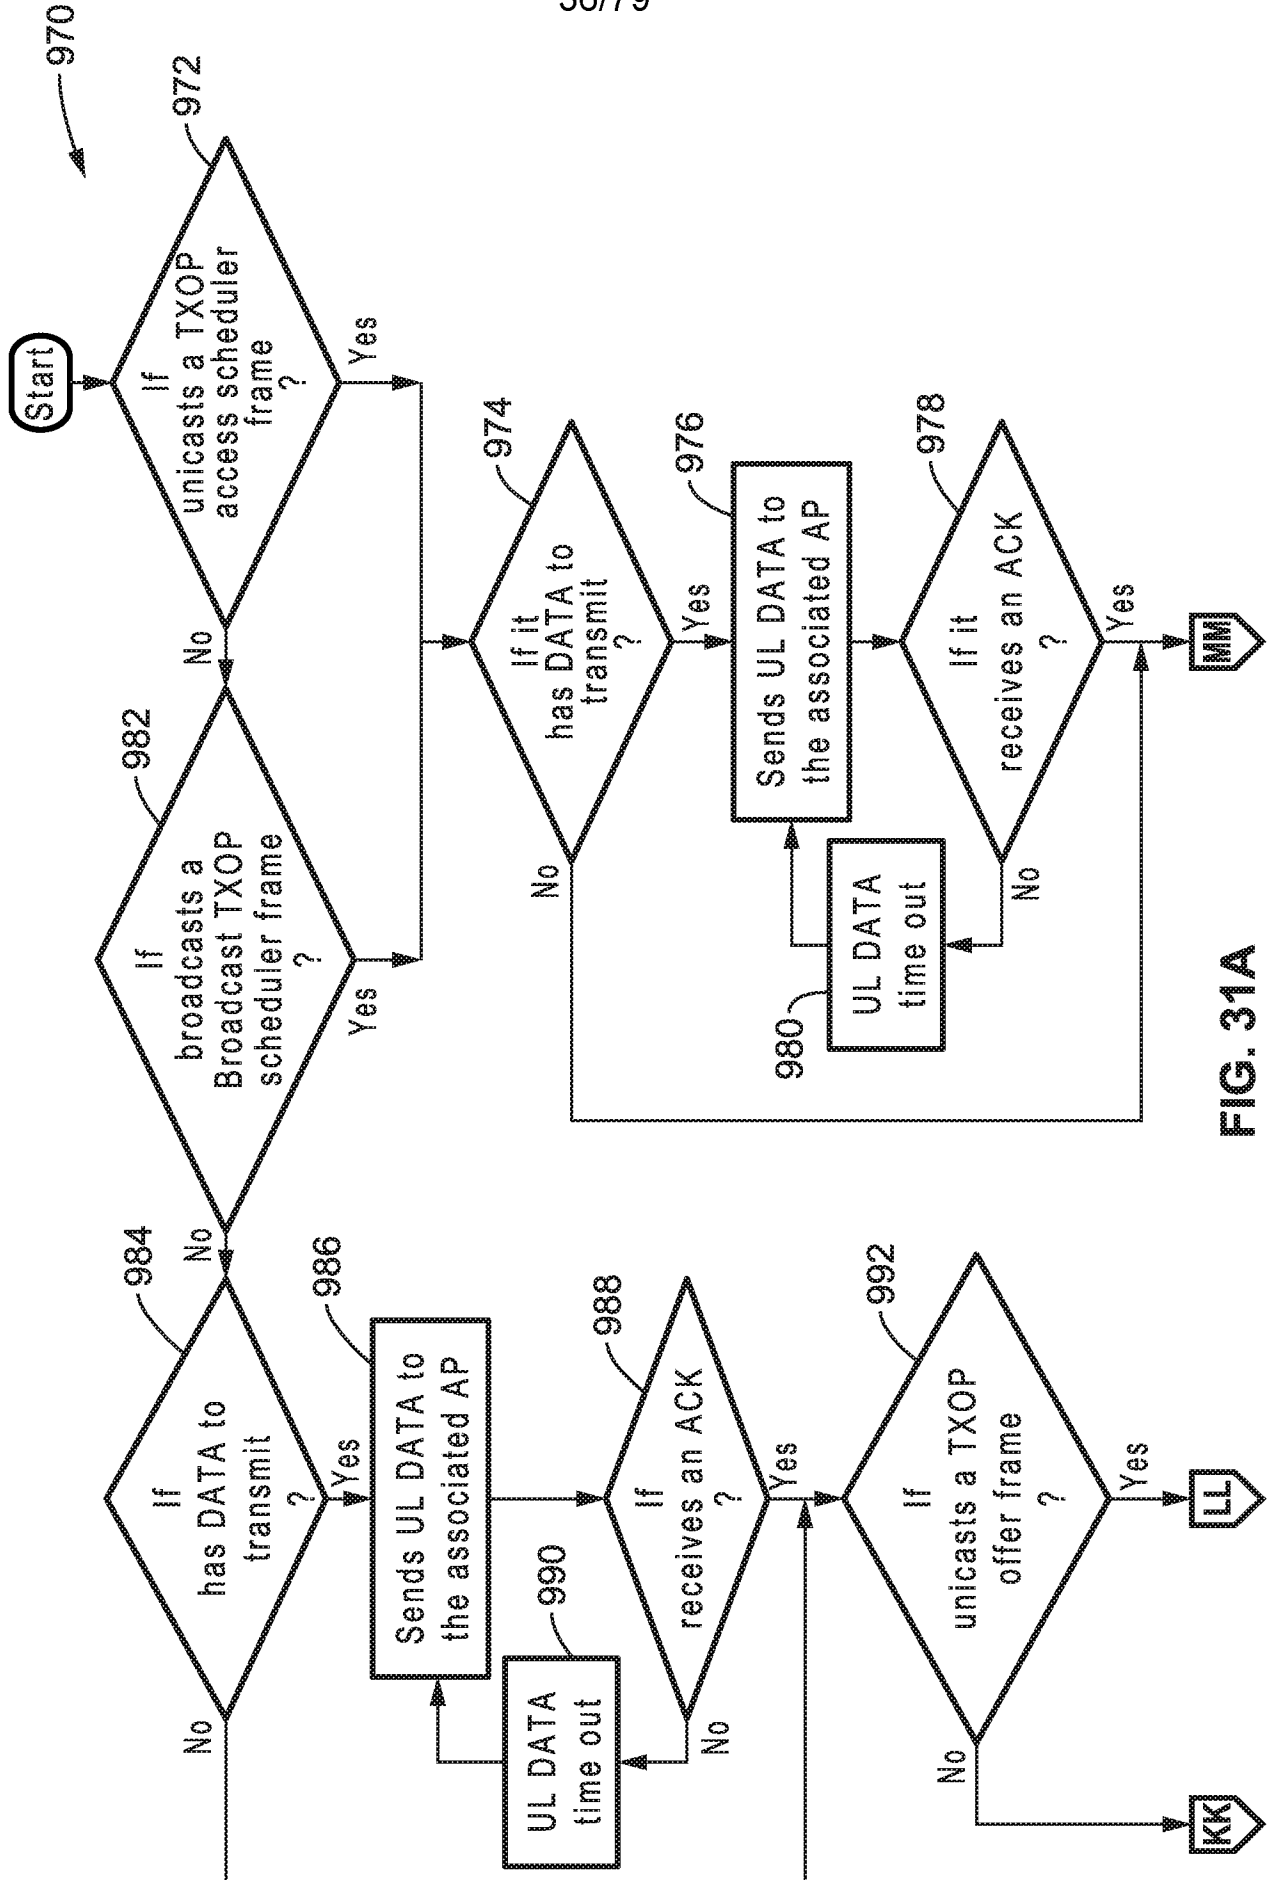 36/79
970
Start
972
If
unicasts a TXOP
access scheduler
frame
?
Yes
No
982
If
broadcasts a
Broadcast TXOP
scheduler frame
?
Yes
No
974
If it
has DATA to
transmit
?
Yes
No
976
Sends UL DATA to
the associated AP
978
If it
receives an ACK
?
Yes
No
980
UL DATA
time out
MM
984
If
has DATA to
transmit
?
Yes
No
986
Sends UL DATA to
the associated AP
988
If
receives an ACK
?
Yes
No
990
UL DATA
time out
992
If
unicasts a TXOP
offer frame
?
Yes
No
LL
KK
FIG. 31A